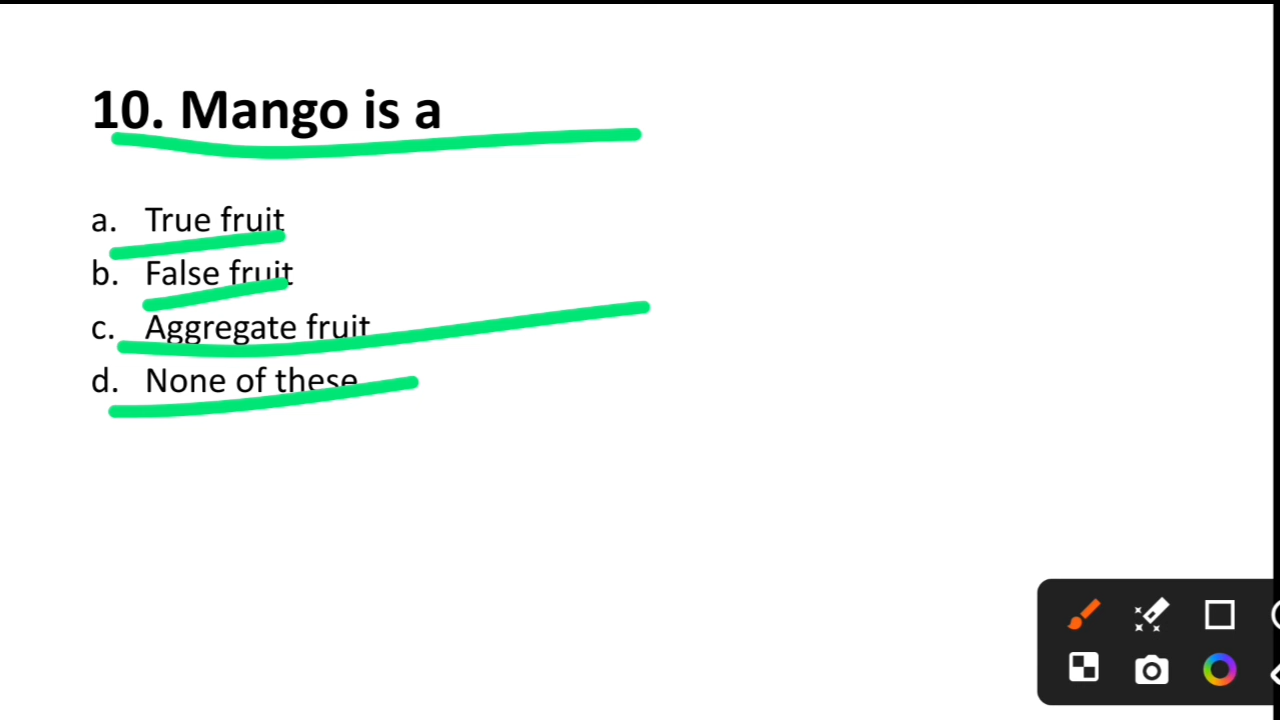 10. Mango is a
a. True fruit
b. False fruit
c. Aggregate fruit
d. None of these